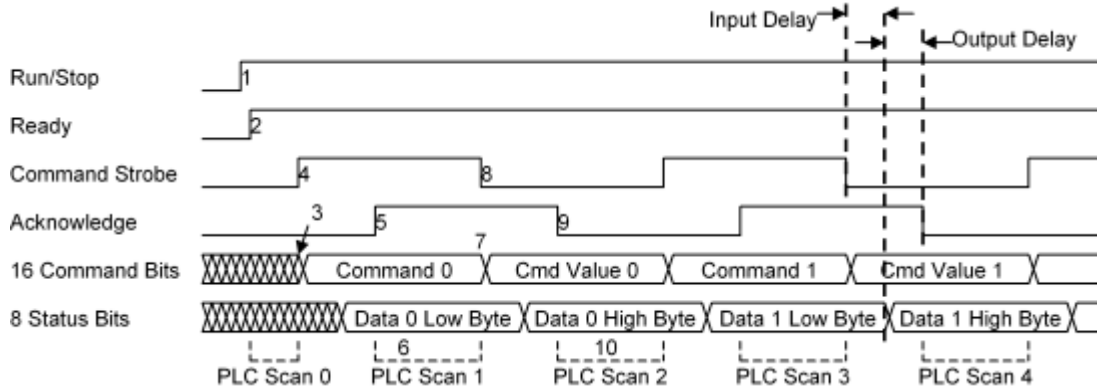 Input Delay
Output Delay
Run/Stop 1
Ready 2
Command Strobe 4 8
Acknowledge 3 5 9
7
16 Command Bits Command 0 Cmd Value 0 Command 1 Cmd Value 1
8 Status Bits Data 0 Low Byte Data 0 High Byte Data 1 Low Byte Data 1 High Byte
6 10
PLC Scan 0 PLC Scan 1 PLC Scan 2 PLC Scan 3 PLC Scan 4